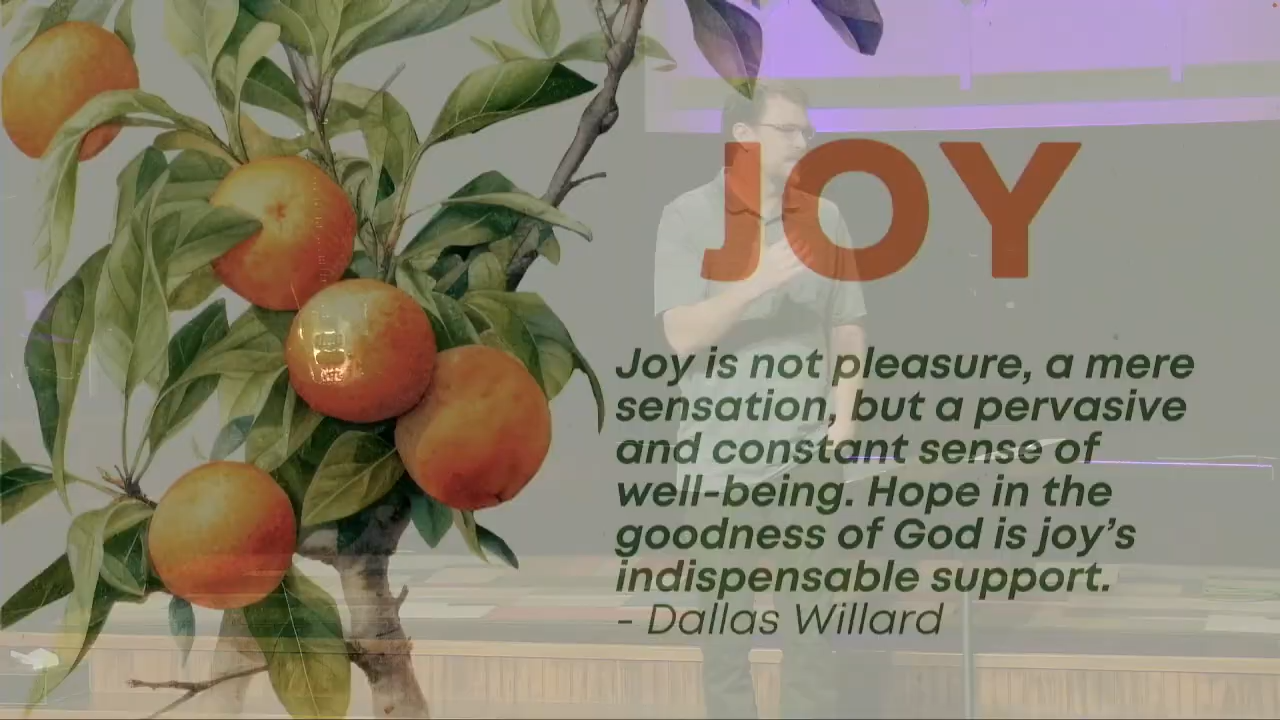 JOY
Joy is not pleasure, a mere
sensation, but a pervasive
and constant sense of
well-being. Hope in the
goodness of God is joy’s
indispensable support.
- Dallas Willard